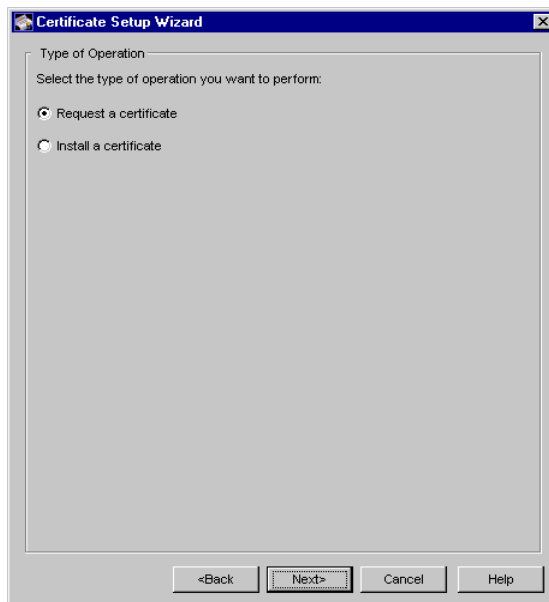 Certificate Setup Wizard
Type of Operation
Select the type of operation you want to perform:
Request a certificate
Install a certificate
<Back Next> Cancel Help